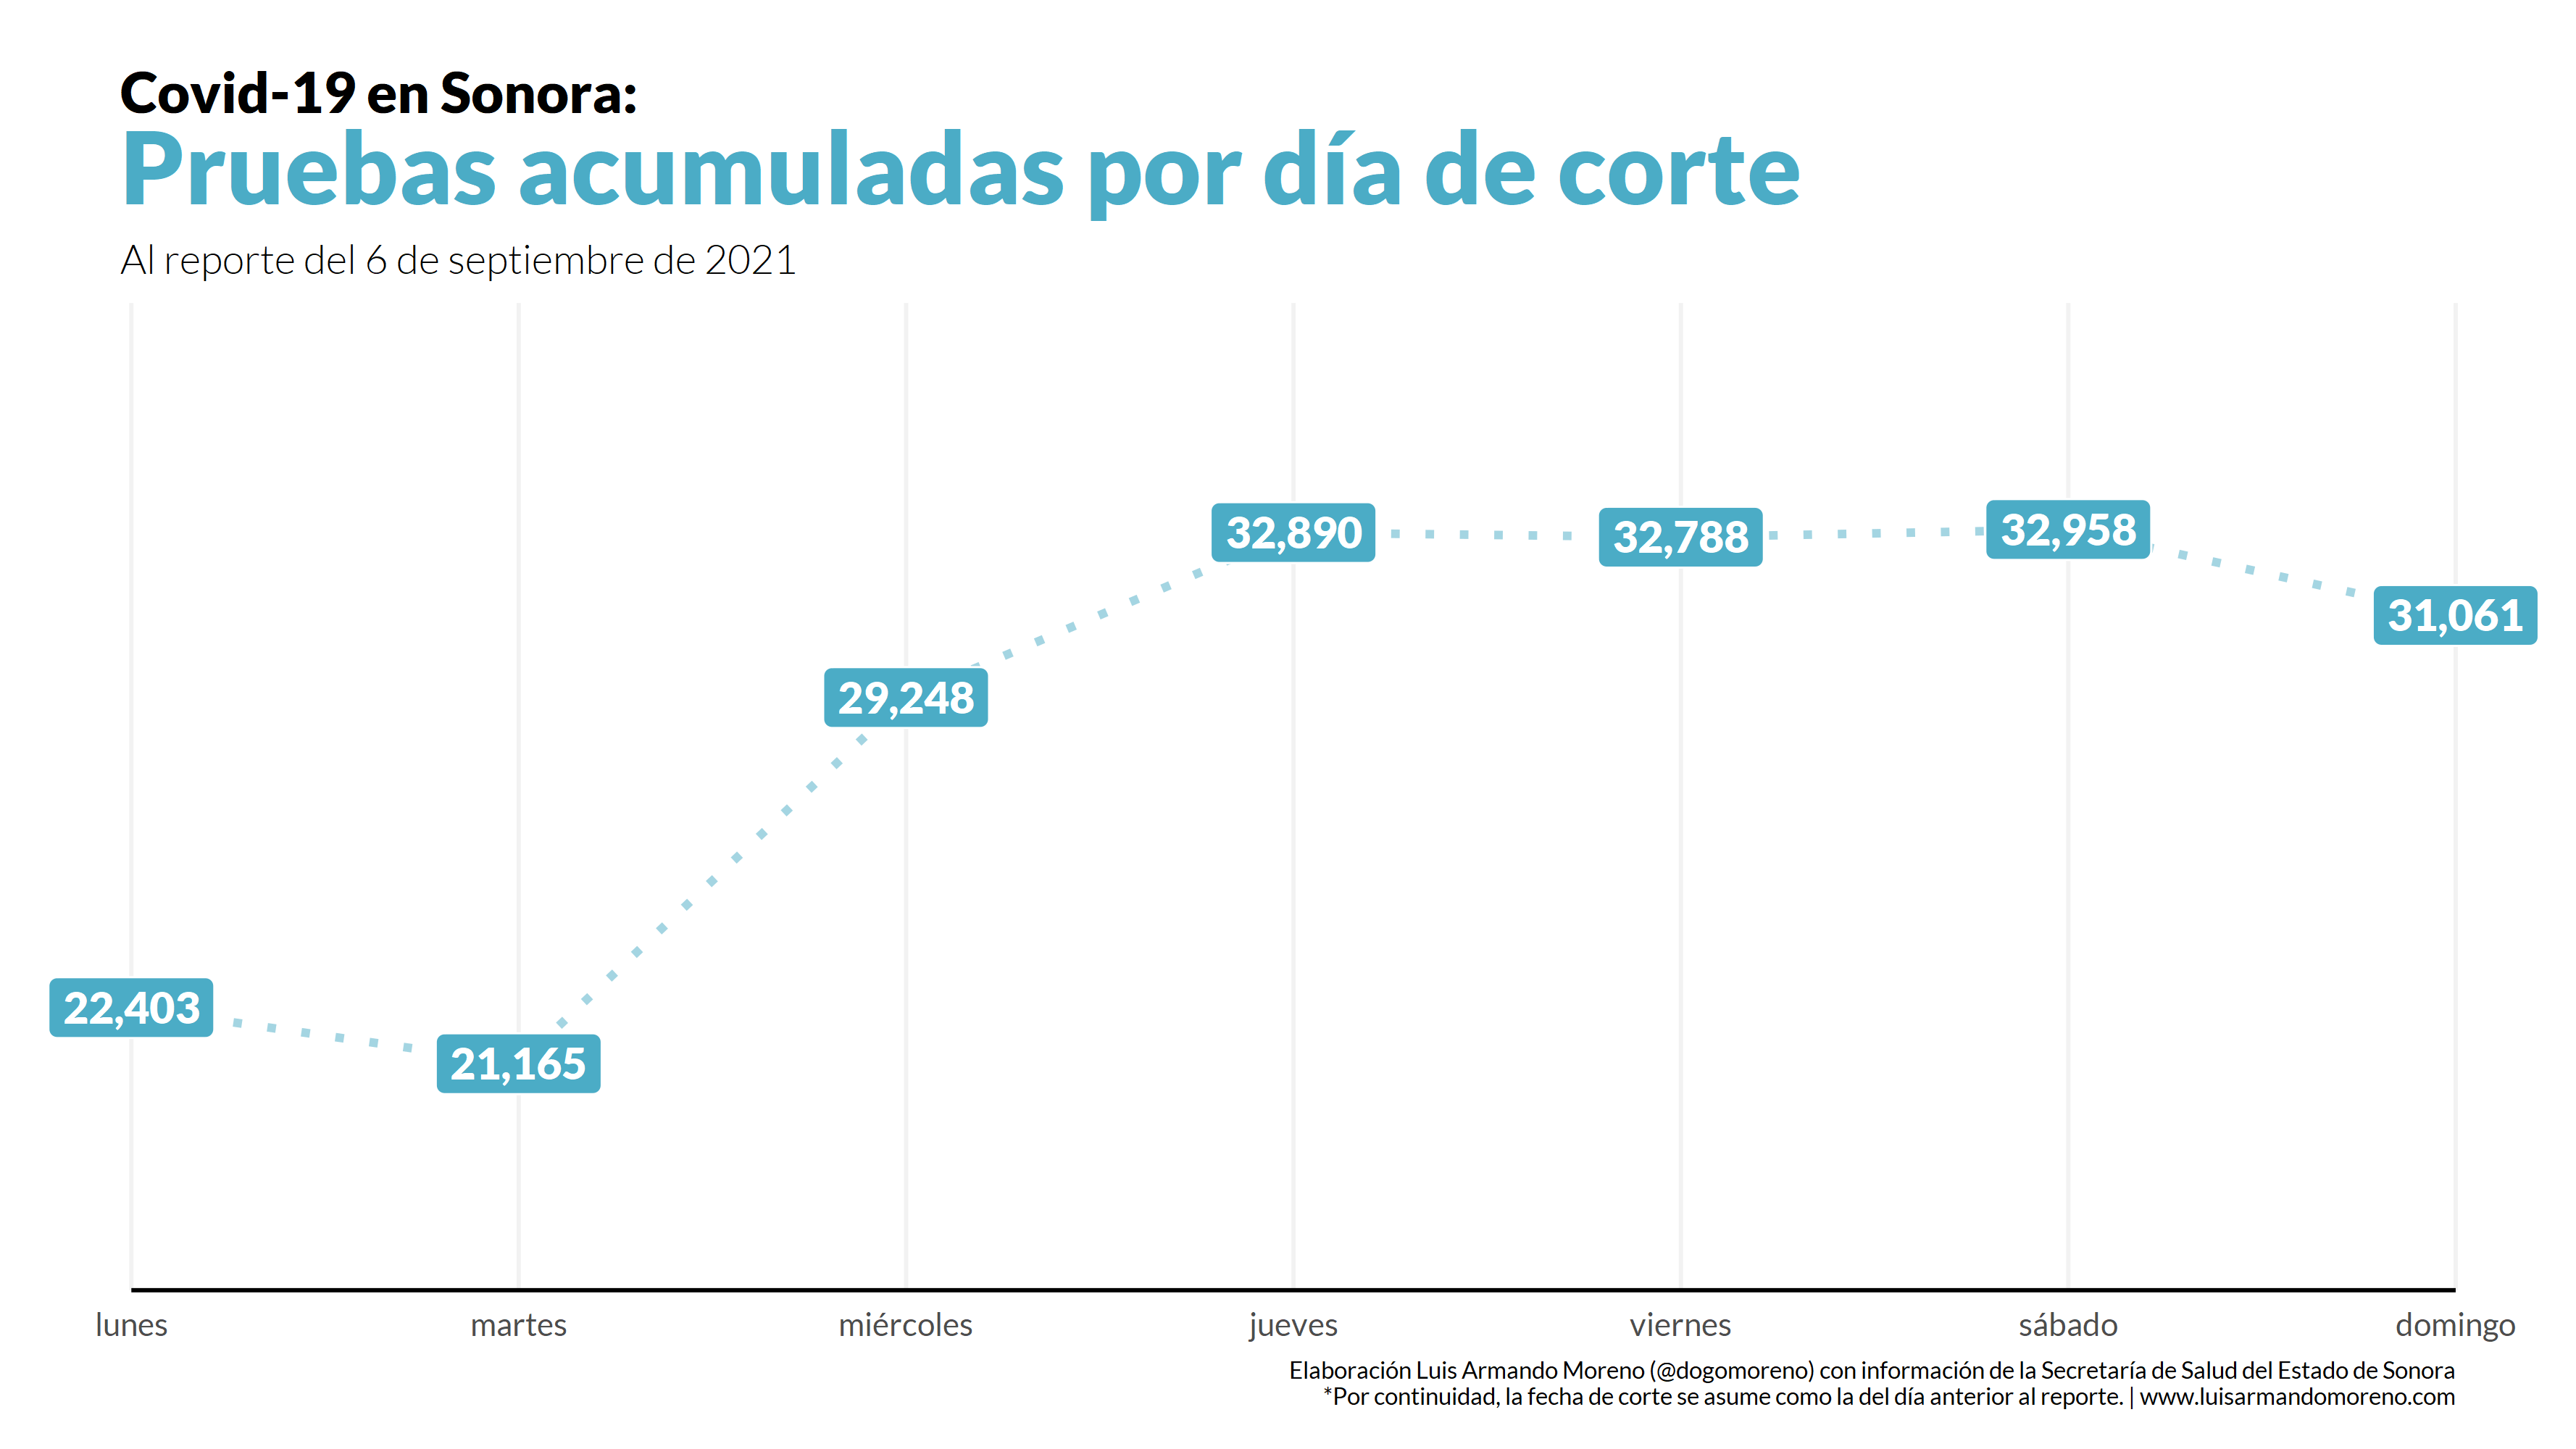 Covid-19 en Sonora:
Pruebas acumuladas por día de corte
Al reporte del 6 de septiembre de 2021
32,890
32,788
32,958
31,061
29,248
22,403
21,165
lunes martes miércoles jueves viernes sábado domingo
Elaboración Luis Armando Moreno (@dogomoreno) con información de la Secretaría de Salud del Estado de Sonora
*Por continuidad, la fecha de corte se asume como la del día anterior al reporte. | www.luisarmandomoreno.com